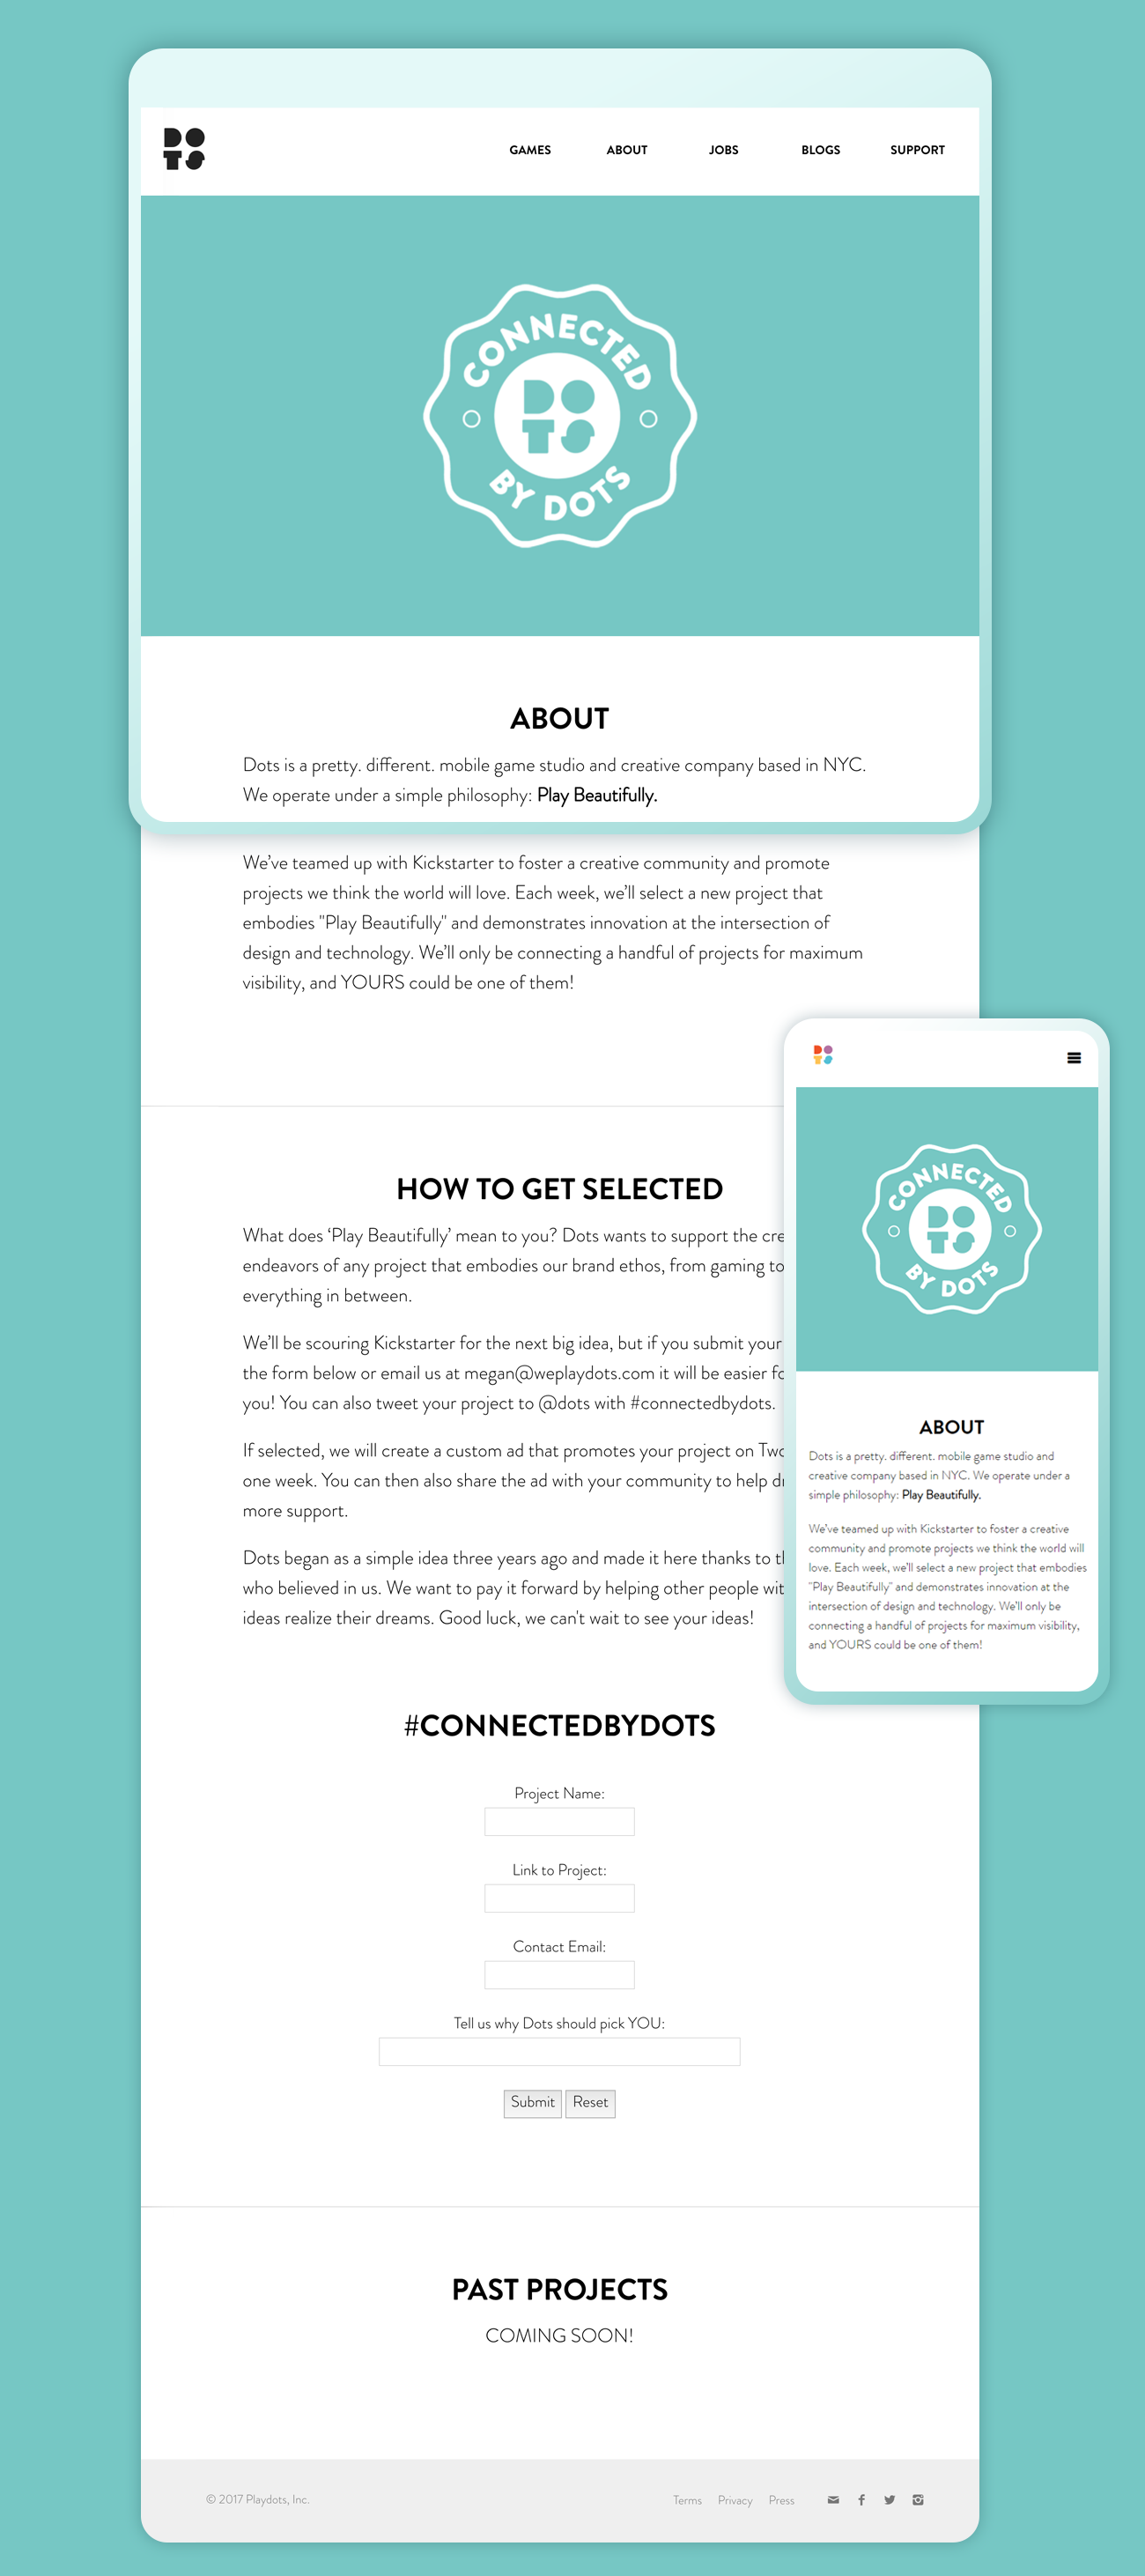 DOTS
GAMES ABOUT JOBS BLOGS SUPPORT
CONNECTED
DOTS
BY DOTS
ABOUT
Dots is a pretty. different. mobile game studio and creative company based in NYC.
We operate under a simple philosophy: Play Beautifully.
We’ve teamed up with Kickstarter to foster a creative community and promote
projects we think the world will love. Each week, we’ll select a new project that
embodies "Play Beautifully" and demonstrates innovation at the intersection of
design and technology. We’ll only be connecting a handful of projects for maximum
visibility, and YOURS could be one of them!
HOW TO GET SELECTED
What does ‘Play Beautifully’ mean to you? Dots wants to support the
endeavors of any project that embodies our brand ethos, from gaming to
everything in between.
We’ll be scouring Kickstarter for the next big idea, but if you submit your
the form below or email us at megan@weplaydots.com it will be easier
you! You can also tweet your project to @dots with #connectedbydots.
If selected, we will create a custom ad that promotes your project on
one week. You can then also share the ad with your community to help
more support.
Dots began as a simple idea three years ago and made it here thanks to
who believed in us. We want to pay it forward by helping other people
ideas realize their dreams. Good luck, we can't wait to see your ideas!
#CONNECTEDBYDOTS
Project Name:
Link to Project:
Contact Email:
Tell us why Dots should pick YOU:
Submit Reset
PAST PROJECTS
COMING SOON!
© 2017 Playdots, Inc. Terms Privacy Press
DOTS
CONNECTED
DOTS
BY DOTS
ABOUT
Dots is a pretty. different. mobile game studio and
creative company based in NYC. We operate under a
simple philosophy: Play Beautifully.
We’ve teamed up with Kickstarter to foster a creative
community and promote projects we think the world will
love. Each week, we’ll select a new project that embodies
"Play Beautifully" and demonstrates innovation at the
intersection of design and technology. We’ll only be
connecting a handful of projects for maximum visibility,
and YOURS could be one of them!